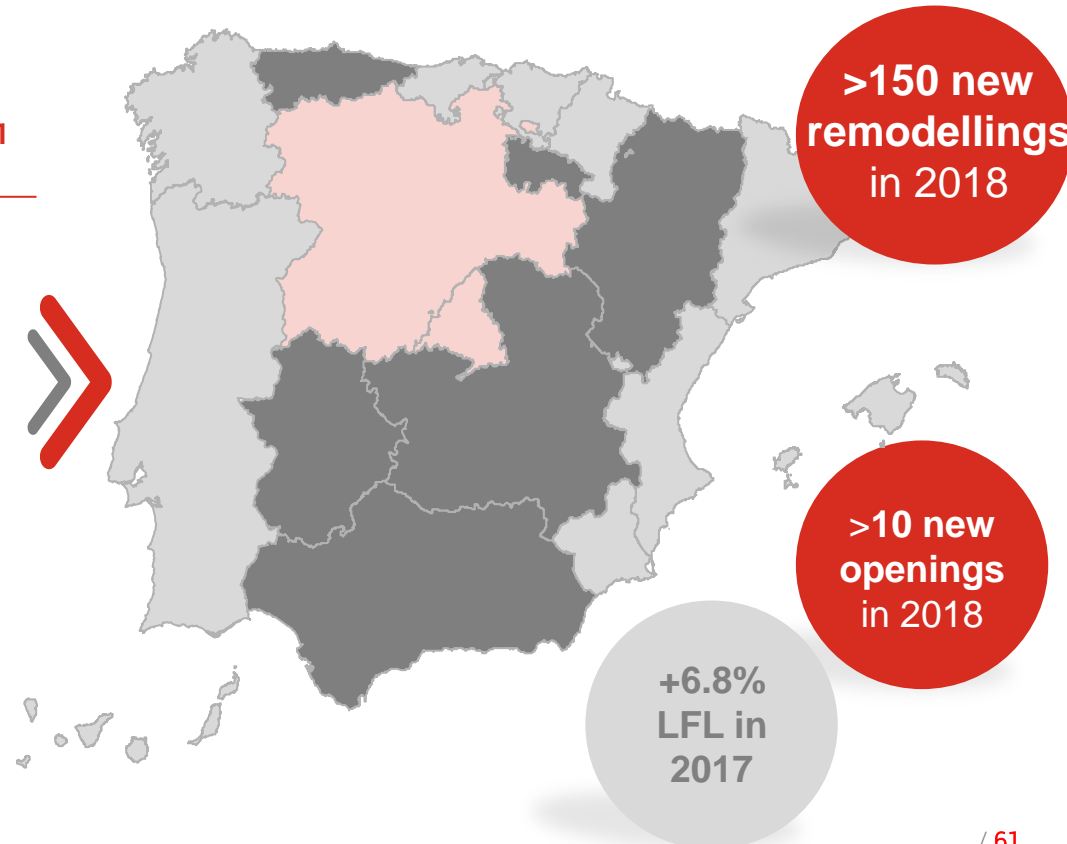 >150 new
remodellings
in 2018
>10 new
openings
in 2018
+6.8%
LFL in
2017
/ 61